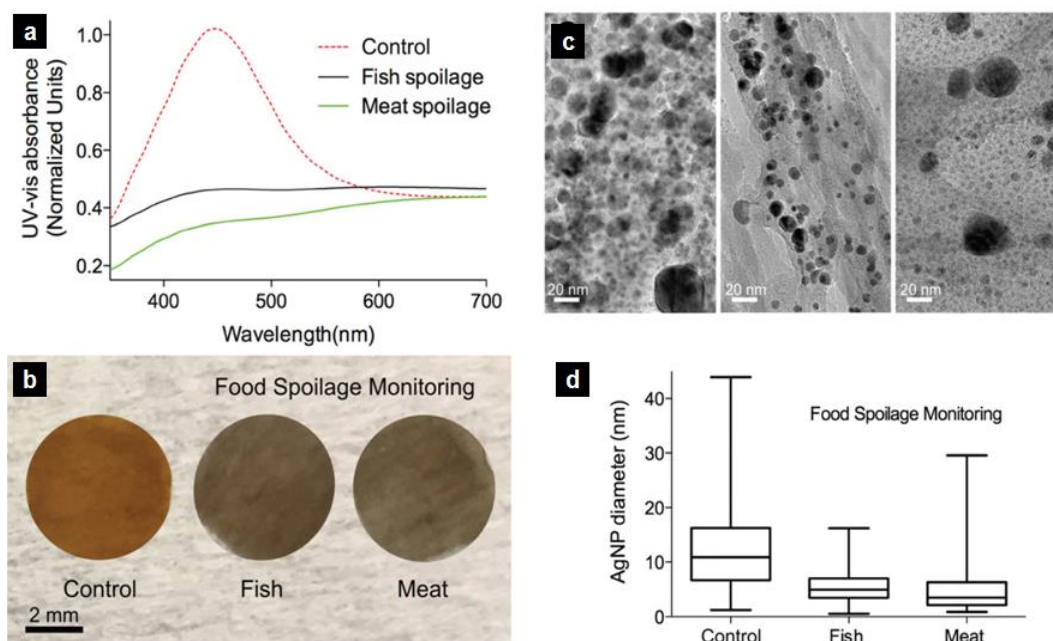 a
1.0
0.8
0.6
0.4
0.2
UV-vis absorbance
(Normalized Units)
Control
Fish spoilage
Meat spoilage
400
500
600
700
Wavelength(nm)
b
Food Spoilage Monitoring
Control
Fish
Meat
2 mm
c
20 nm
20 nm
20 nm
d
AgNP diameter (nm)
40
30
20
10
0
Food Spoilage Monitoring
Control
Fish
Meat